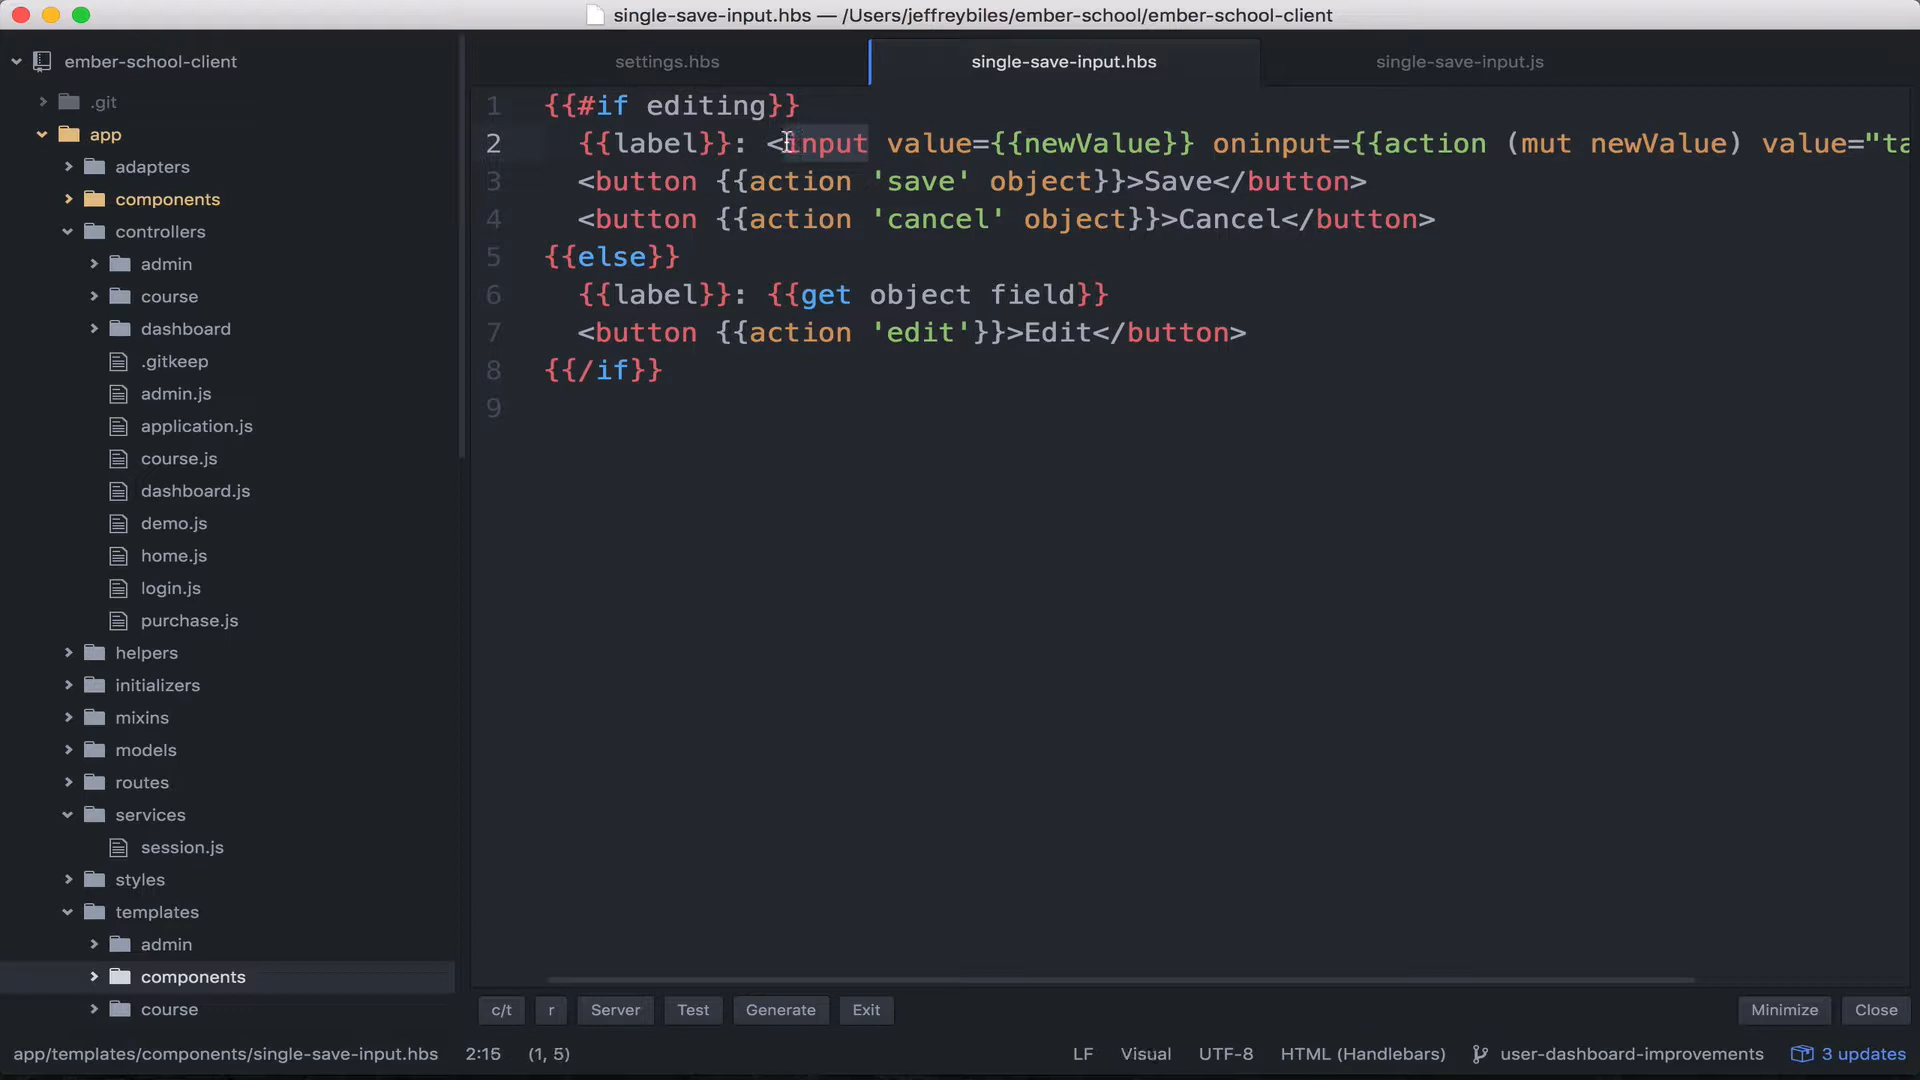 single-save-input.hbs — /Users/jeffreybiles/ember-school/ember-school-client
ember-school-client
.git
app
adapters
components
controllers
admin
course
dashboard
.gitkeep
admin.js
application.js
course.js
dashboard.js
demo.js
home.js
login.js
purchase.js
helpers
initializers
mixins
models
routes
services
session.js
styles
templates
admin
components
course
settings.hbs
single-save-input.hbs
single-save-input.js
1 {{#if editing}}
2 {{label}}: <input value={{newValue}} oninput={{action (mut newValue) value="ta
3 <button {{action 'save' object}}>Save</button>
4 <button {{action 'cancel' object}}>Cancel</button>
5 {{else}}
6 {{label}}: {{get object field}}
7 <button {{action 'edit'}}>Edit</button>
8 {{/if}}
9
c/t r Server Test Generate Exit Minimize Close
app/templates/components/single-save-input.hbs 2:15 (1, 5) LF Visual UTF-8 HTML (Handlebars) user-dashboard-improvements 3 updates